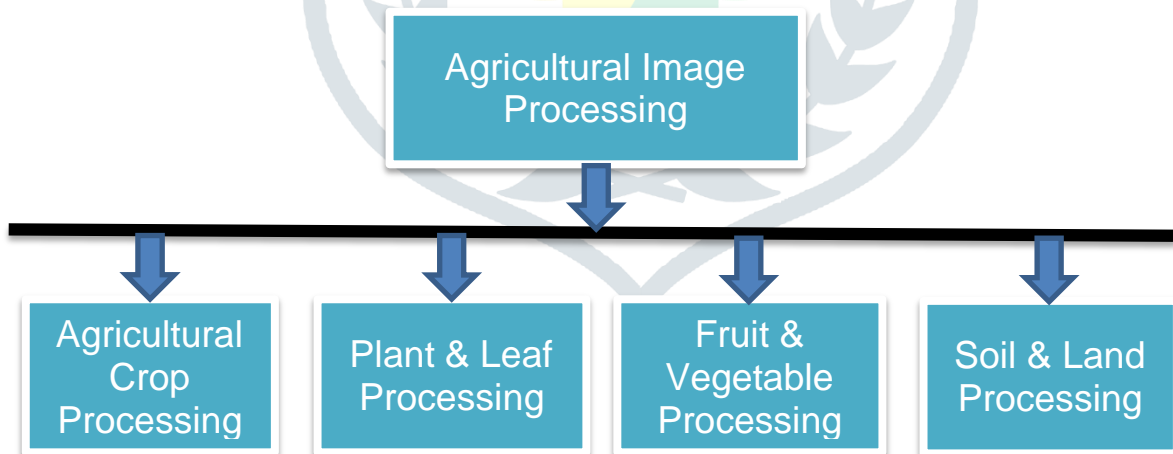 Agricultural Image
Processing
Agricultural
Crop
Processing
Plant & Leaf
Processing
Fruit &
Vegetable
Processing
Soil & Land
Processing